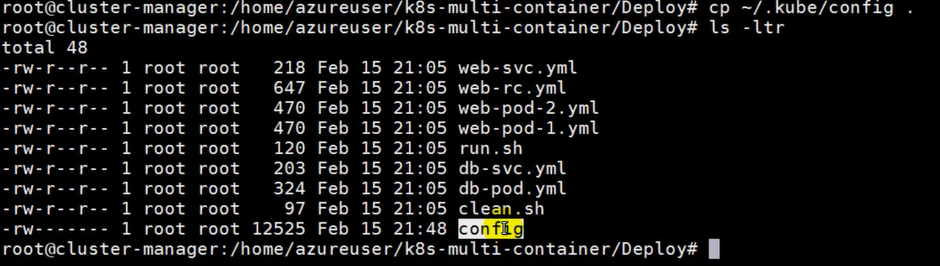 root@cluster-manager:/home/azureuser/k8s-multi-container/Deploy# cp ~/.kube/config .
root@cluster-manager:/home/azureuser/k8s-multi-container/Deploy# ls -ltr
total 48
-rw-r--r-- 1 root root   218 Feb 15 21:05 web-svc.yml
-rw-r--r-- 1 root root   647 Feb 15 21:05 web-rc.yml
-rw-r--r-- 1 root root   470 Feb 15 21:05 web-pod-2.yml
-rw-r--r-- 1 root root   470 Feb 15 21:05 web-pod-1.yml
-rw-r--r-- 1 root root   120 Feb 15 21:05 run.sh
-rw-r--r-- 1 root root   203 Feb 15 21:05 db-svc.yml
-rw-r--r-- 1 root root   324 Feb 15 21:05 db-pod.yml
-rw-r--r-- 1 root root    97 Feb 15 21:05 clean.sh
-rw------- 1 root root 12525 Feb 15 21:48 config
root@cluster-manager:/home/azureuser/k8s-multi-container/Deploy#